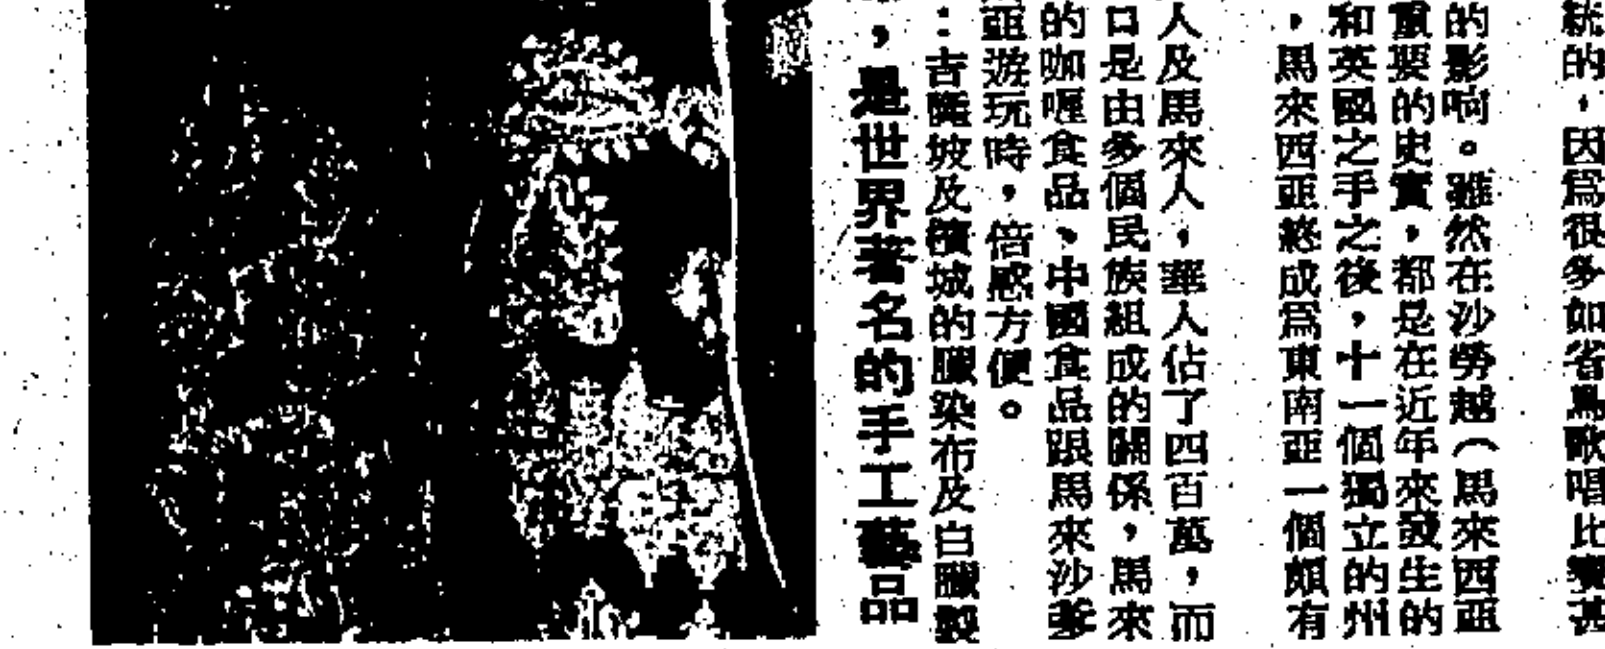 統的，因爲很多如省鳥歌唱比賽甚
的影响。雖然在沙勞越（馬來西亞
重要的史實，都是在近年來發生的
和英國之手之後，十一個獨立的州
，馬來西亞終成爲東南亞一個頗有
人及馬來人，華人佔了四百萬，而
口是由多個民族組成的關係，馬來
的咖喱食品、中國食品跟馬來沙爹
亞遊玩時，倍感方便。
：吉隆坡及檳城的臘染布及白臘製
，是世界著名的手工藝品